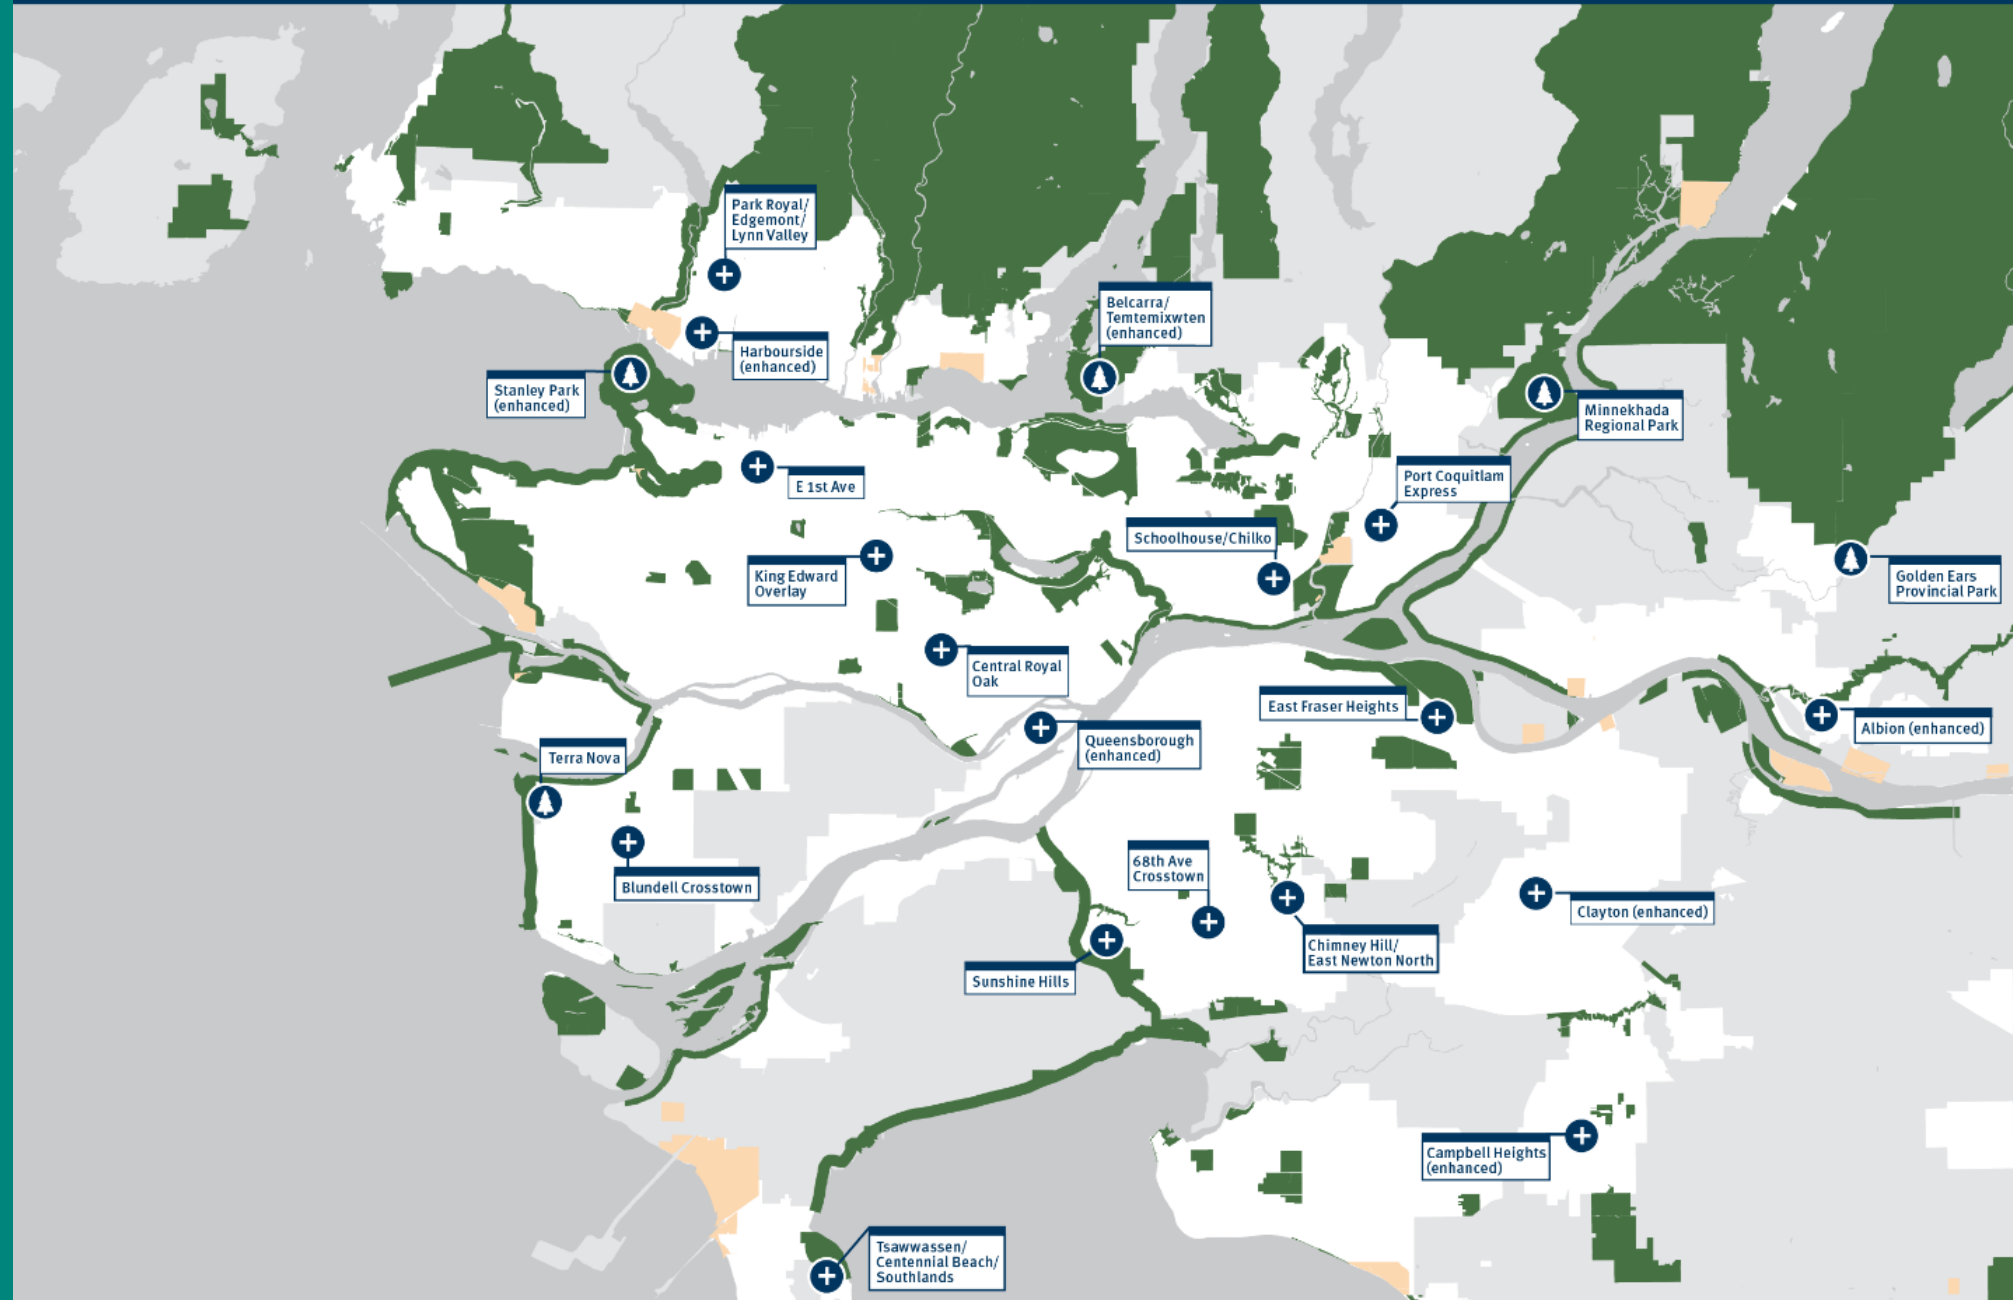 Park Royal/
Edgemont/
Lynn Valley
Belcarra/
Temtemixwten
(enhanced)
Harbourside
(enhanced)
Stanley Park
(enhanced)
Minnekhada
Regional Park
E 1st Ave
Port Coquitlam
Express
Schoolhouse/Chilko
King Edward
Overlay
Golden Ears
Provincial Park
Central Royal
Oak
East Fraser Heights
Queensborough
(enhanced)
Albion (enhanced)
Terra Nova
Blundell Crosstown
68th Ave
Crosstown
Clayton (enhanced)
Chimney Hill/
East Newton North
Sunshine Hills
Campbell Heights
(enhanced)
Tsawwassen/
Centennial Beach/
Southlands